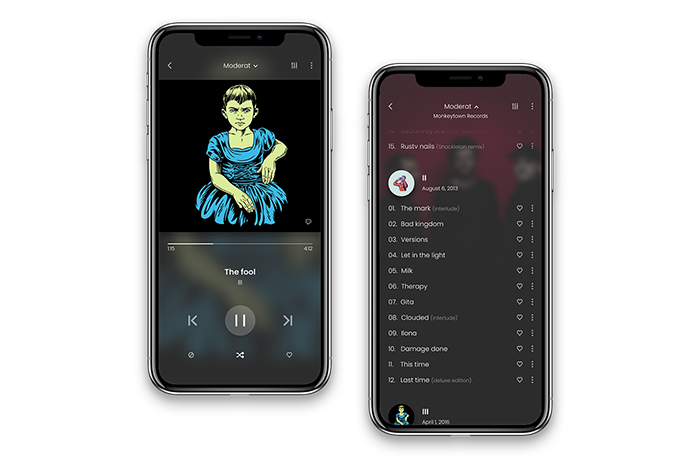 Moderat
1:15
4:12
The fool
III
Moderat
Monkeytown Records
15. Rusty nails (Shackleton remix)
II
August 6, 2013
01. The mark (interlude)
02. Bad kingdom
03. Versions
04. Let in the light
05. Milk
06. Therapy
07. Gita
08. Clouded (interlude)
09. Ilona
10. Damage done
11. This time
12. Last time (deluxe edition)
III
April 1, 2016